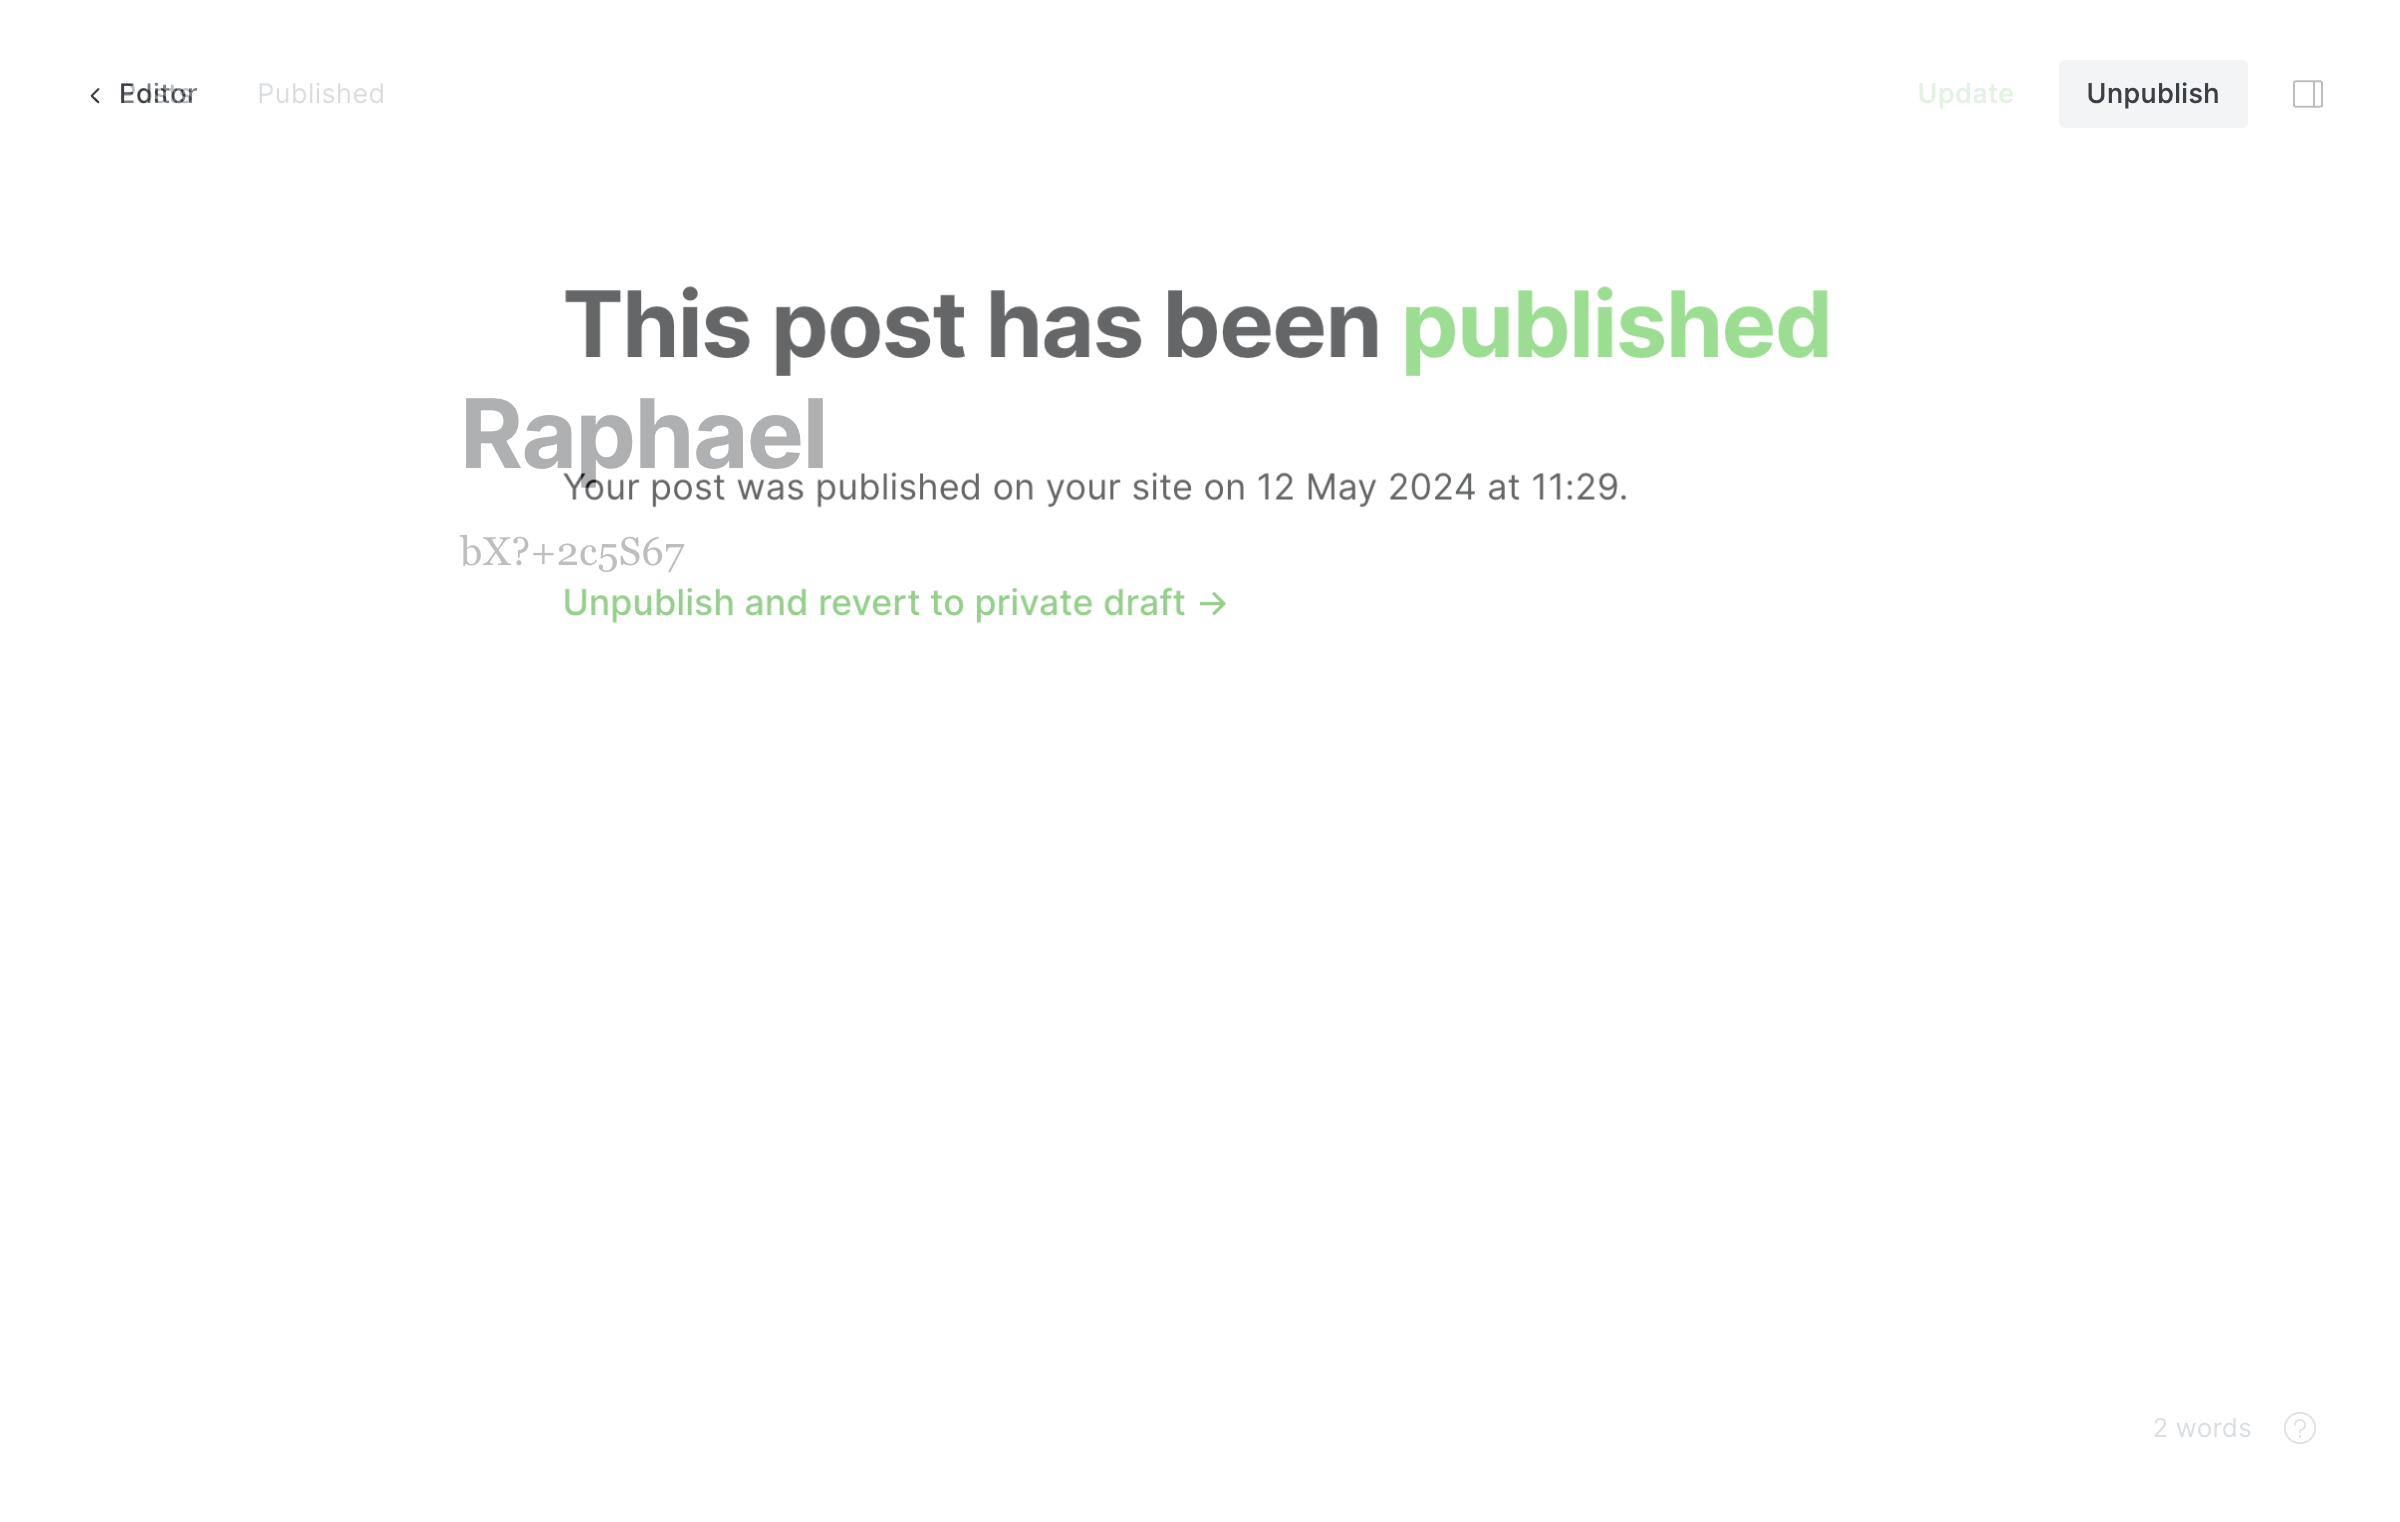 Editor Published Update Unpublish
This post has been published
Raphael
Your post was published on your site on 12 May 2024 at 11:29.
bX?+2c5S67
Unpublish and revert to private draft →
2 words ?